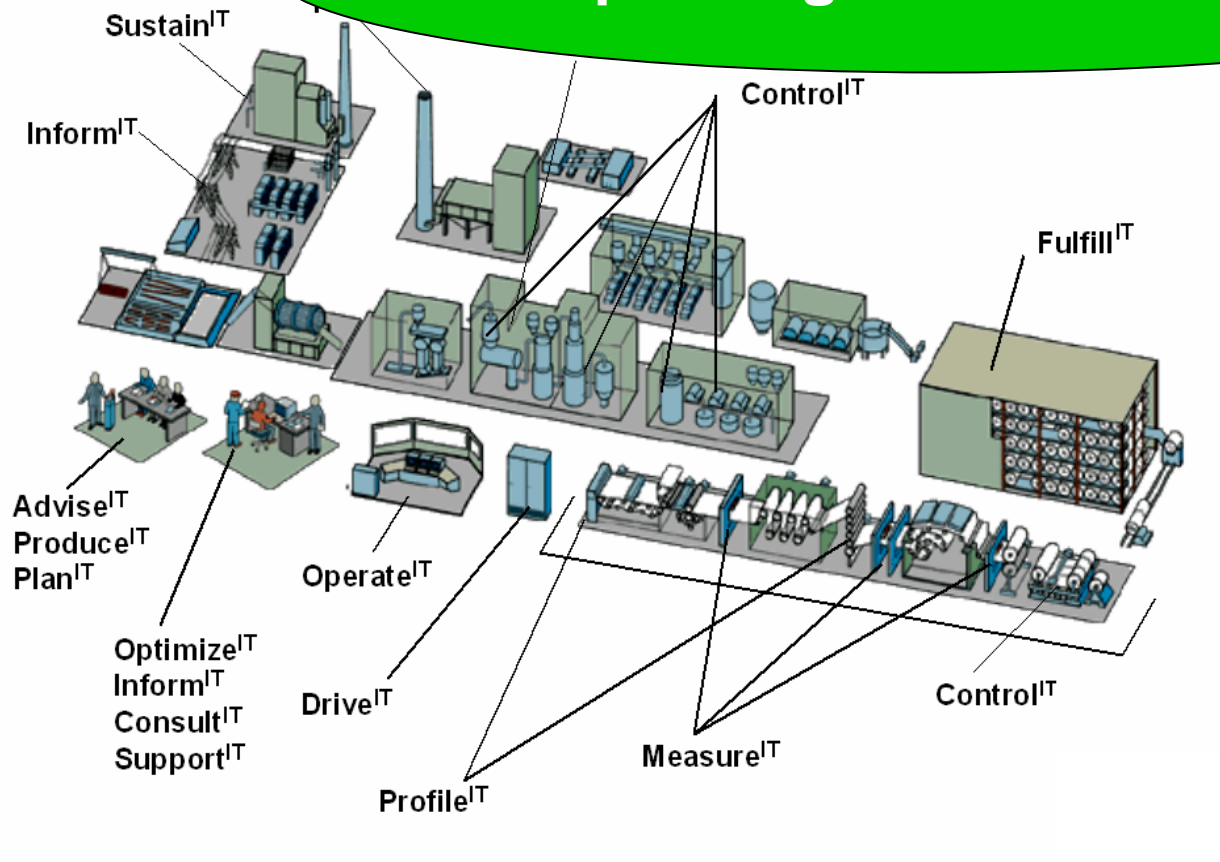 Sustain^IT
Control^IT
Inform^IT
Fulfill^IT
Advise^IT
Produce^IT
Plan^IT
Operate^IT
Optimize^IT
Inform^IT
Consult^IT
Support^IT
Drive^IT
Control^IT
Measure^IT
Profile^IT